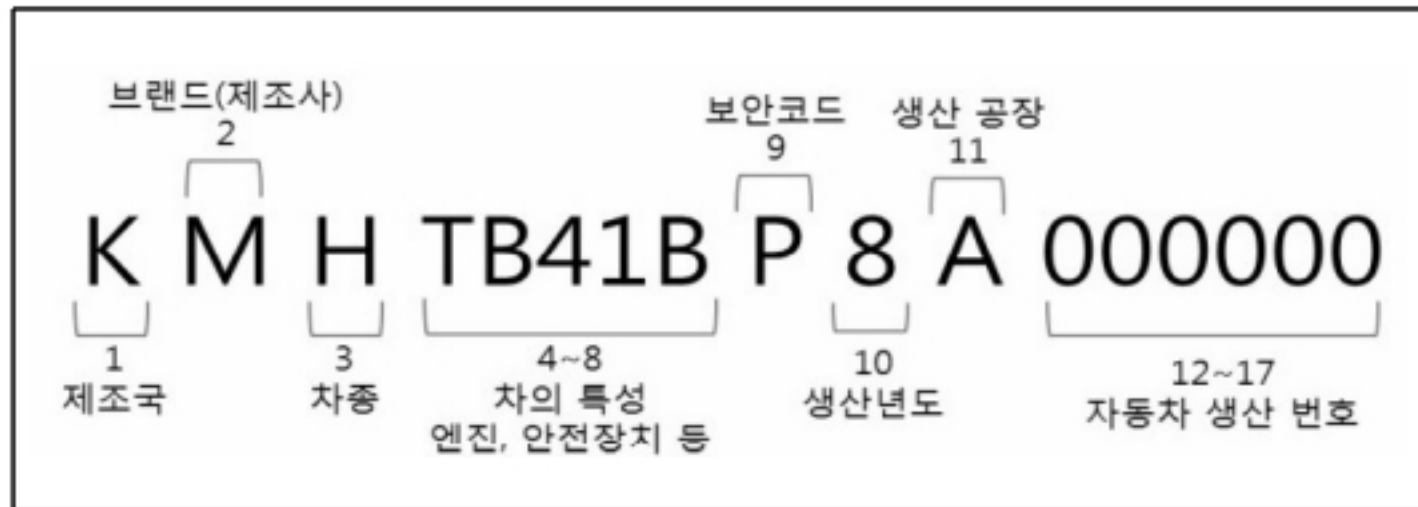 브랜드(제조사)
2
보안코드
9
생산 공장
11
K M H TB41B P 8 A 000000
1
제조국
3
차종
4~8
차의 특성
엔진, 안전장치 등
10
생산년도
12~17
자동차 생산 번호